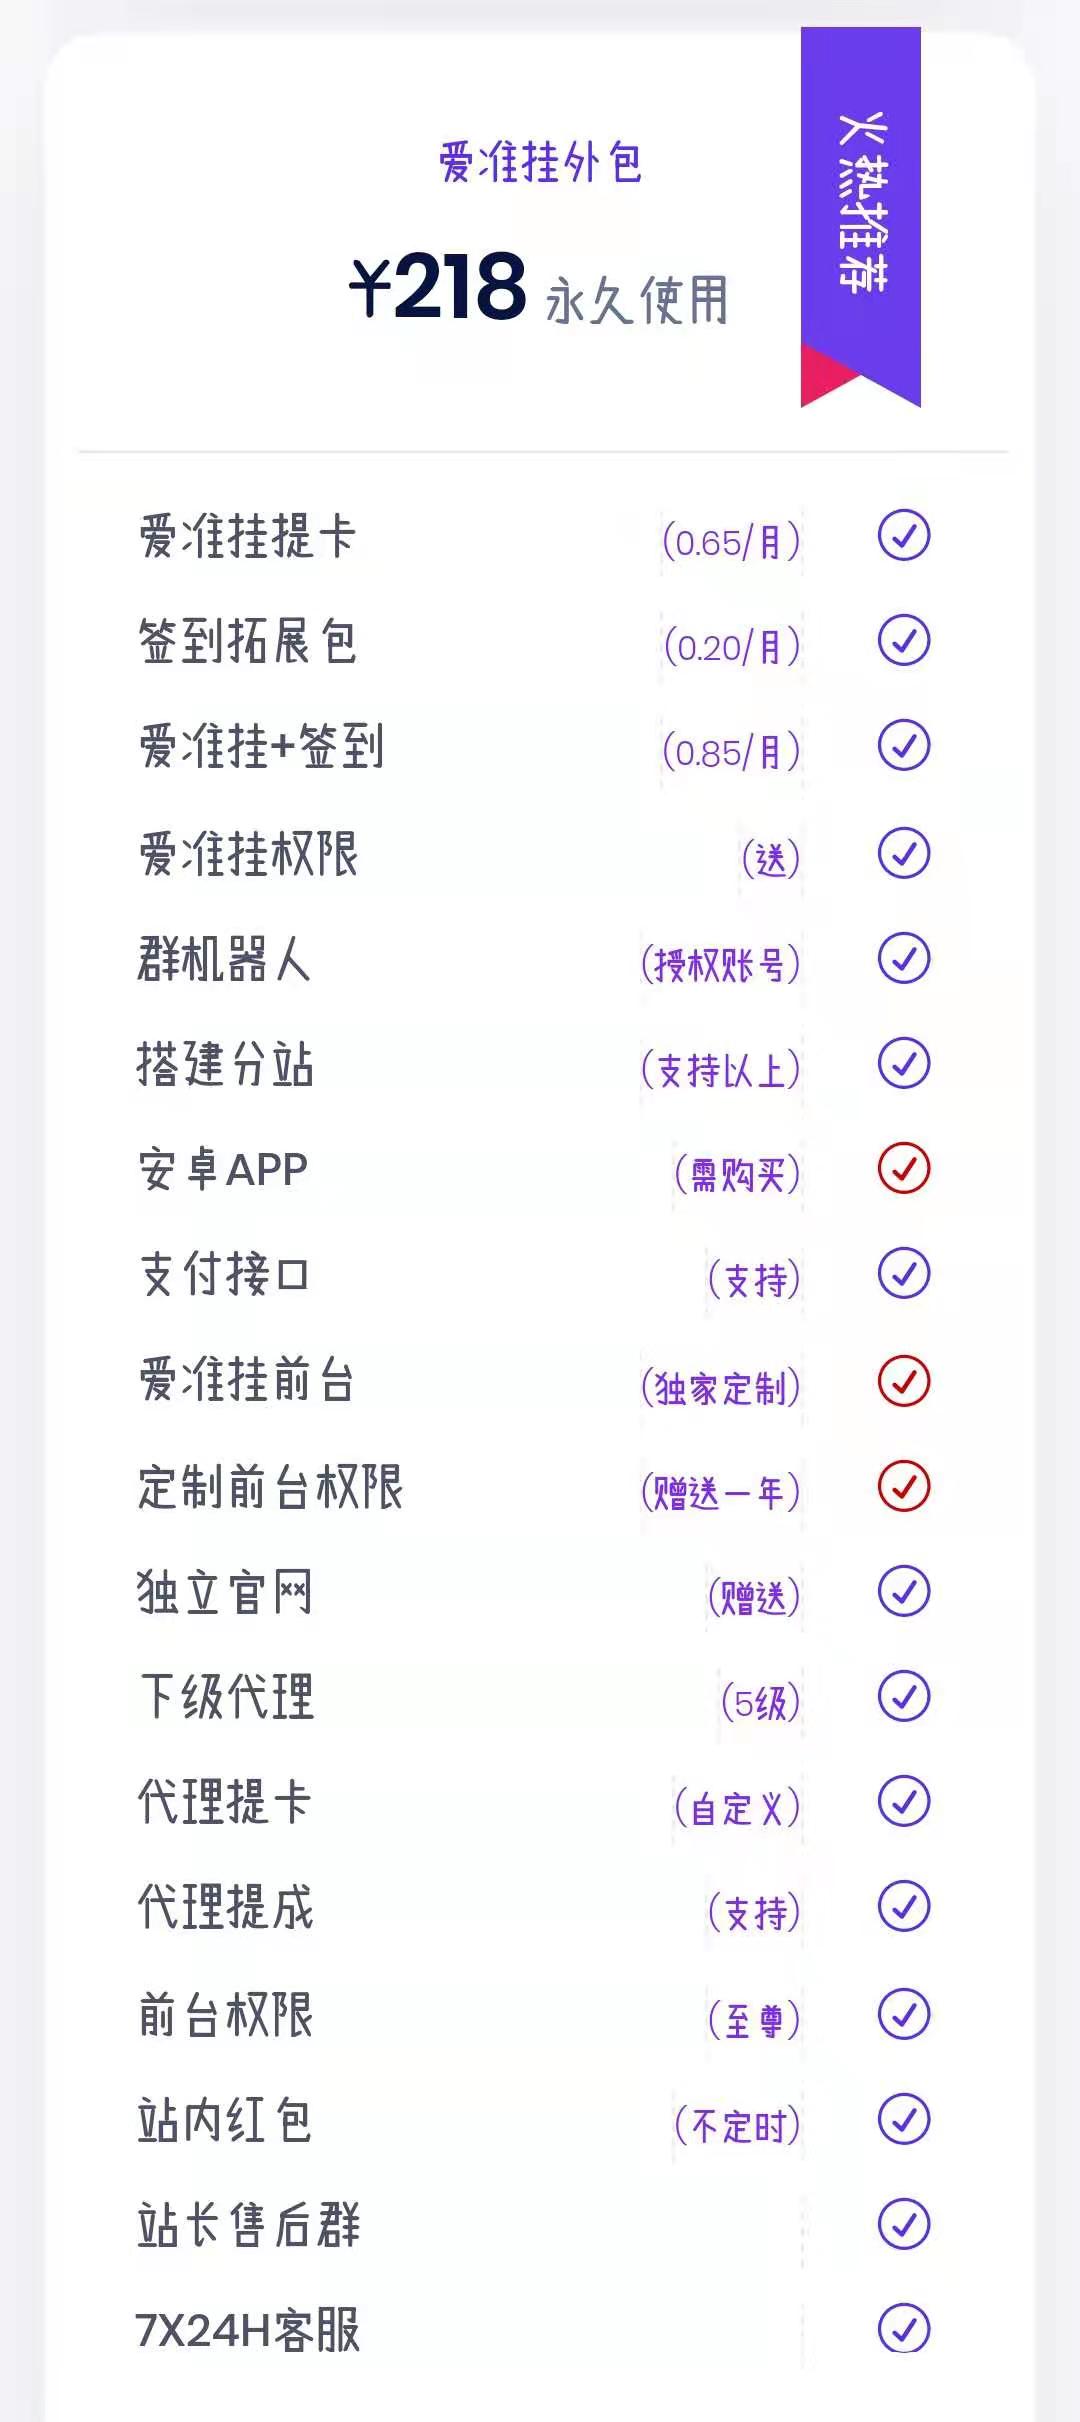 火热推荐
爱准挂外包
¥218 永久使用
爱准挂提卡 (0.65/月)
签到拓展包 (0.20/月)
爱准挂+签到 (0.85/月)
爱准挂权限 (送)
群机器人 (授权账号)
搭建分站 (支持以上)
安卓APP (需购买)
支付接口 (支持)
爱准挂前台 (独家定制)
定制前台权限 (赠送一年)
独立官网 (赠送)
下级代理 (5级)
代理提卡 (自定义)
代理提成 (支持)
前台权限 (至尊)
站内红包 (不定时)
站长售后群
7X24H客服